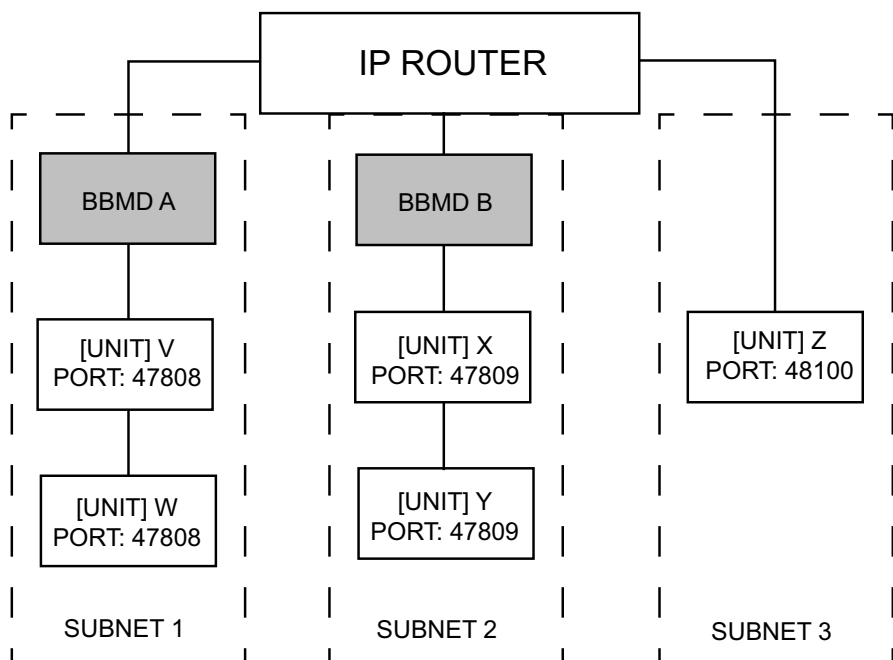 IP ROUTER
BBMD A
BBMD B
[UNIT] V
PORT: 47808
[UNIT] X
PORT: 47809
[UNIT] Z
PORT: 48100
[UNIT] W
PORT: 47808
[UNIT] Y
PORT: 47809
SUBNET 1
SUBNET 2
SUBNET 3